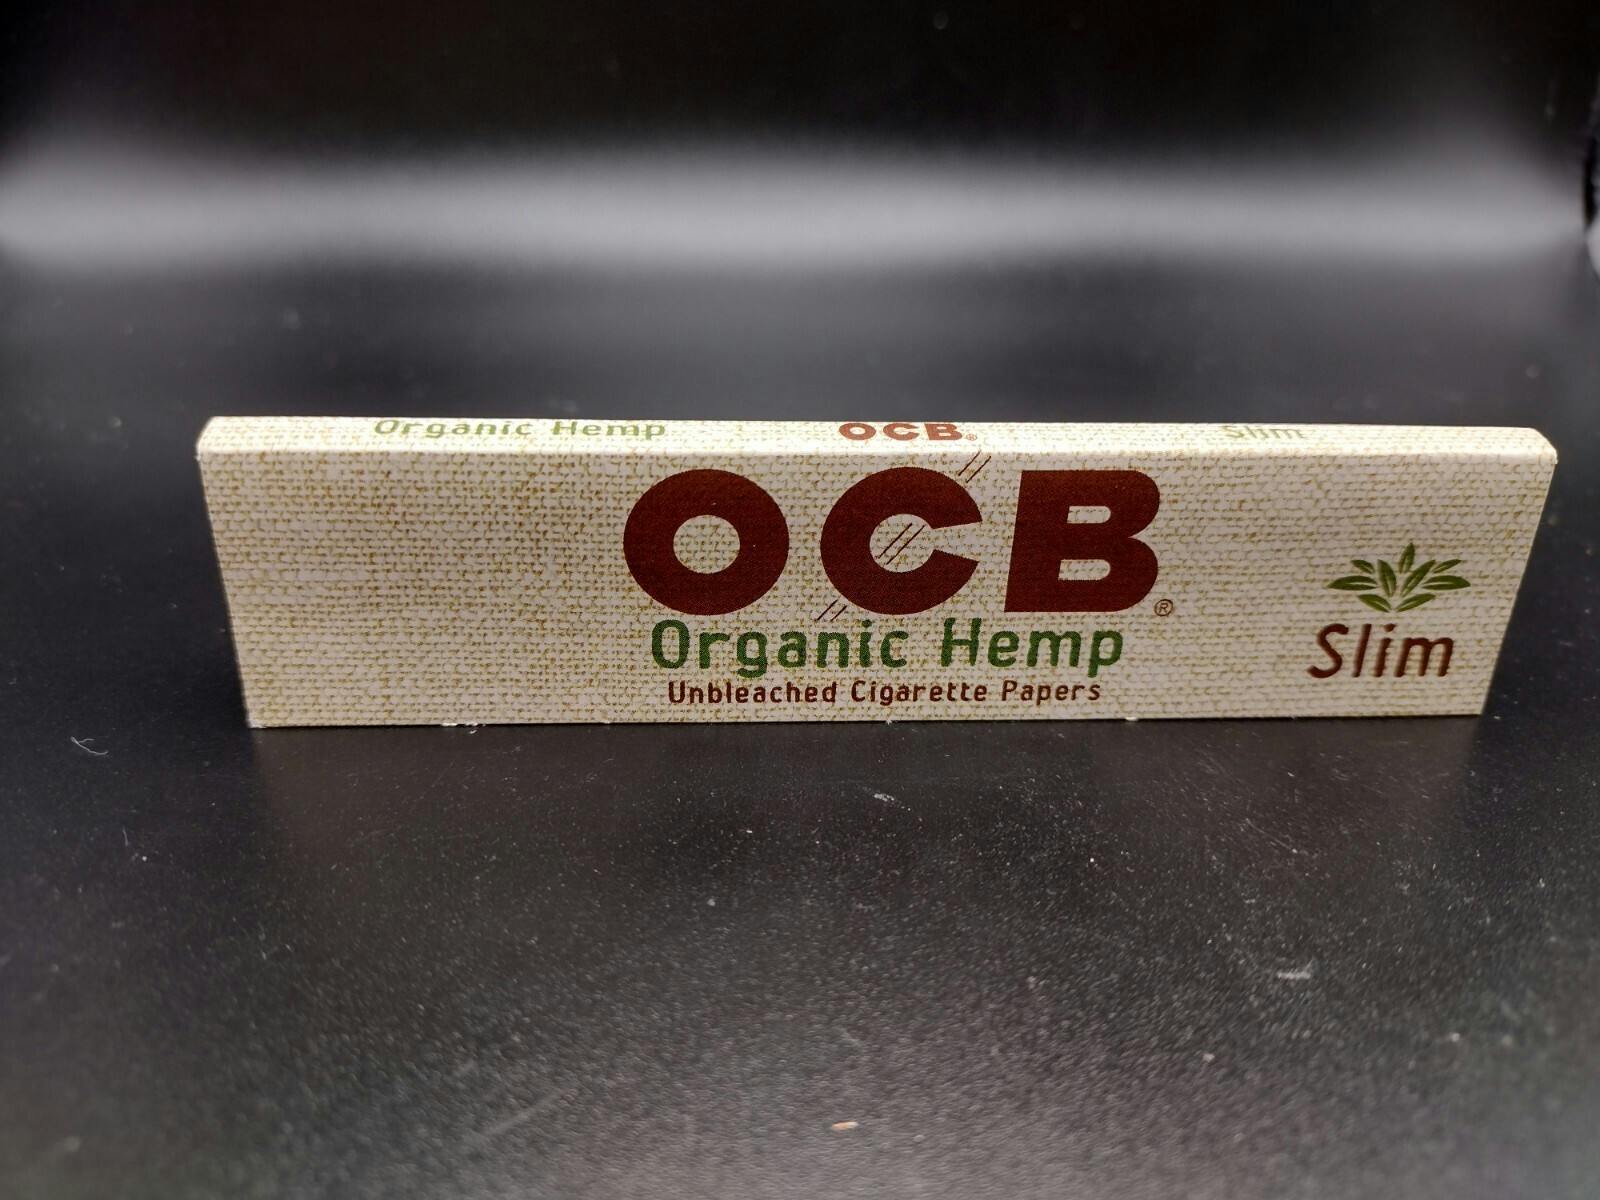 Organic Hemp OCB® Slim
OCB®
Organic Hemp
Unbleached Cigarette Papers
Slim